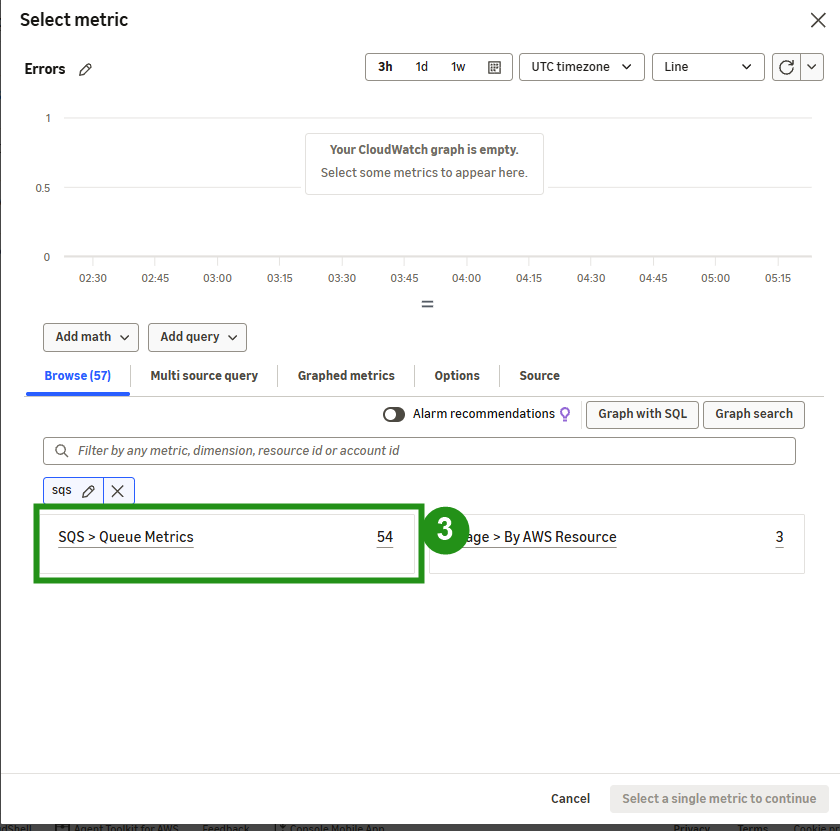 Select metric
Errors
3h 1d 1w UTC timezone Line
1
Your CloudWatch graph is empty.
Select some metrics to appear here.
0.5
0
02:30 02:45 03:00 03:15 03:30 03:45 04:00 04:15 04:30 04:45 05:00 05:15
Add math Add query
Browse (57) Multi source query Graphed metrics Options Source
Alarm recommendations Graph with SQL Graph search
Filter by any metric, dimension, resource id or account id
sqs
SQS > Queue Metrics 54 3 age > By AWS Resource 3
Cancel Select a single metric to continue
Agent Toolkit for AWS Feedback Console Mobile App Privacy Terms